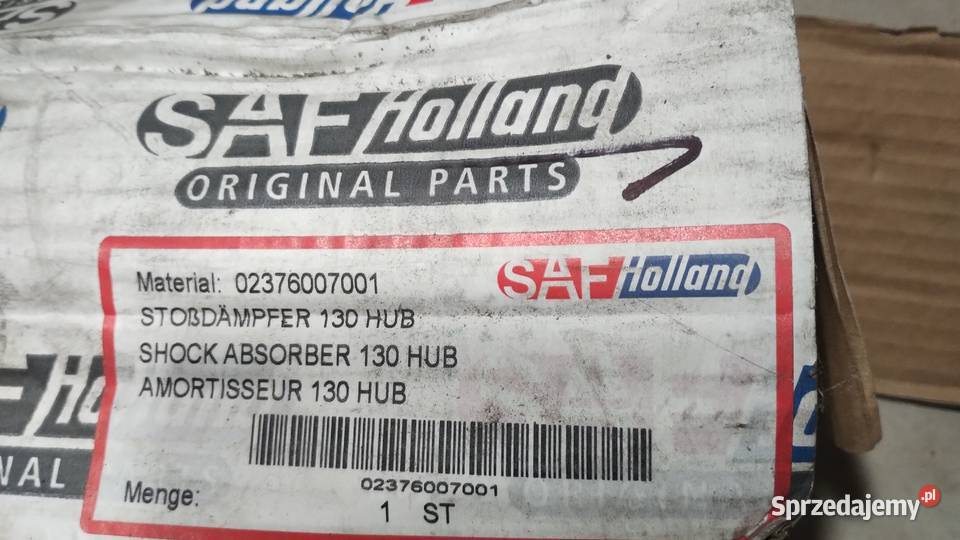 SAF Holland
ORIGINAL PARTS
SAF Holland
Material: 02376007001
STOßDÄMPFER 130 HUB
SHOCK ABSORBER 130 HUB
AMORTISSEUR 130 HUB
02376007001
Menge:
1 ST
Sprzedajemy.pl